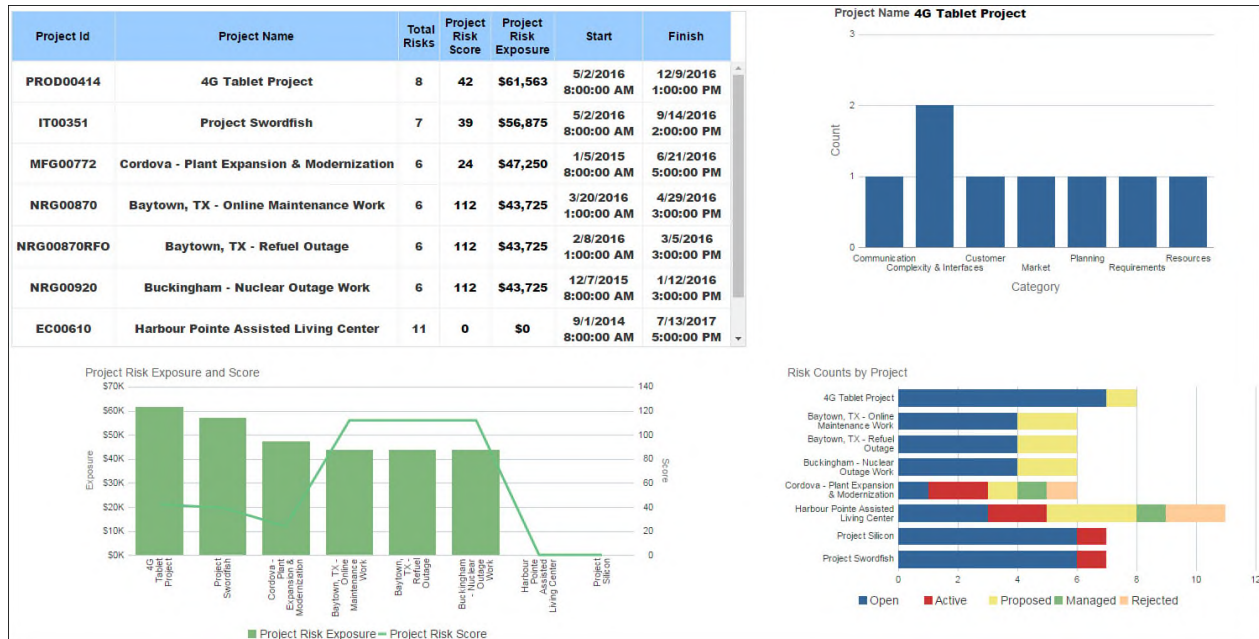 Project Id Project Name Total Risks Project Risk Score Project Risk Exposure Start Finish
PROD00414 4G Tablet Project 8 42 $61,563 5/2/2016 8:00:00 AM 12/9/2016 1:00:00 PM
IT00351 Project Swordfish 7 39 $56,875 5/2/2016 8:00:00 AM 9/14/2016 2:00:00 PM
MFG00772 Cordova - Plant Expansion & Modernization 6 24 $47,250 1/5/2015 8:00:00 AM 6/21/2016 5:00:00 PM
NRG00870 Baytown, TX - Online Maintenance Work 6 112 $43,725 3/20/2016 1:00:00 AM 4/29/2016 3:00:00 PM
NRG00870RFO Baytown, TX - Refuel Outage 6 112 $43,725 2/8/2016 1:00:00 AM 3/5/2016 3:00:00 PM
NRG00920 Buckingham - Nuclear Outage Work 6 112 $43,725 12/7/2015 8:00:00 AM 1/12/2016 3:00:00 PM
EC00610 Harbour Pointe Assisted Living Center 11 0 $0 9/1/2014 8:00:00 AM 7/13/2017 5:00:00 PM
Project Name 4G Tablet Project
3
2
1
0
Count
Communication
Complexity & Interfaces
Customer
Market
Planning
Requirements
Resources
Category
Project Risk Exposure and Score
$70K
$60K
$50K
$40K
$30K
$20K
$10K
$0K
Exposure
140
120
100
80
60
40
20
0
Score
4G
Tablet
Project
Project
Swordfish
Cordova -
Plant
Expansion &
Modernization
Baytown, TX -
Online
Maintenance
Work
Baytown,
TX -
Refuel
Outage
Buckingham
- Nuclear
Outage
Work
Harbour
Pointe
Assisted
Living Center
Project
Silicon
Project Risk Exposure Project Risk Score
Risk Counts by Project
4G Tablet Project
Baytown, TX - Online
Maintenance Work
Baytown, TX - Refuel
Outage
Buckingham - Nuclear
Outage Work
Cordova - Plant Expansion
& Modernization
Harbour Pointe Assisted
Living Center
Project Silicon
Project Swordfish
0 2 4 6 8 10 12
Open Active Proposed Managed Rejected